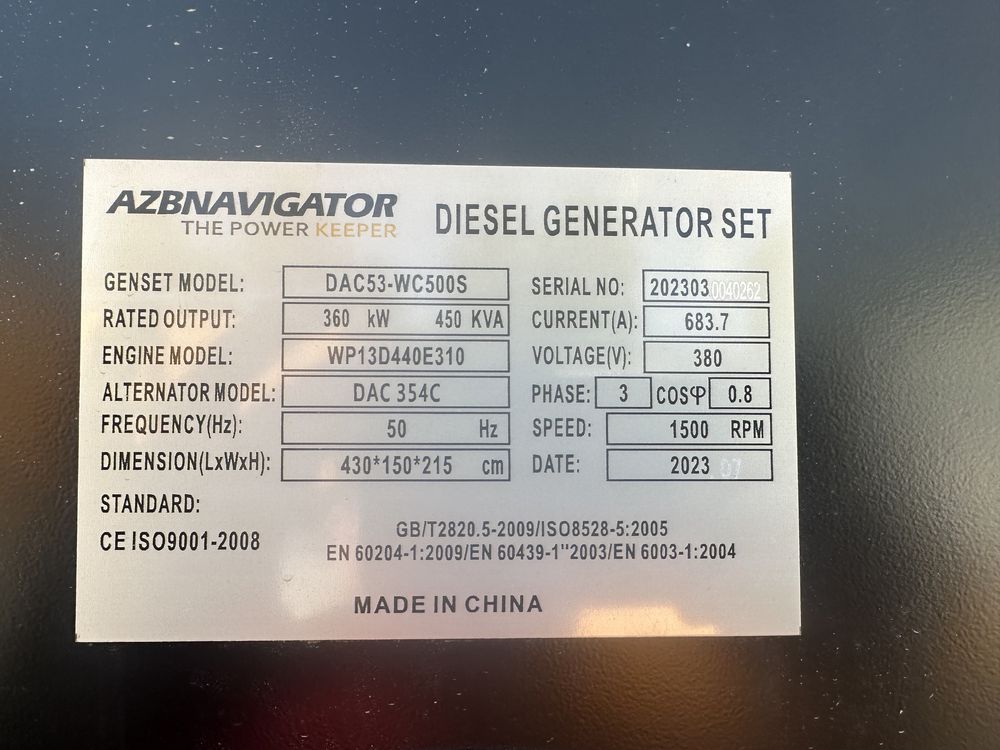 AZBNAVIGATOR
THE POWER KEEPER
DIESEL GENERATOR SET
GENSET MODEL: DAC53-WC500S SERIAL NO: 2023030040262
RATED OUTPUT: 360 kW 450 KVA CURRENT(A): 683.7
ENGINE MODEL: WP13D440E310 VOLTAGE(V): 380
ALTERNATOR MODEL: DAC 354C PHASE: 3 COSφ 0.8
FREQUENCY(Hz): 50 Hz SPEED: 1500 RPM
DIMENSION(LxWxH): 430*150*215 cm DATE: 2023 07
STANDARD:
CE ISO9001-2008
GB/T2820.5-2009/ISO8528-5:2005
EN 60204-1:2009/EN 60439-1"2003/EN 6003-1:2004
MADE IN CHINA